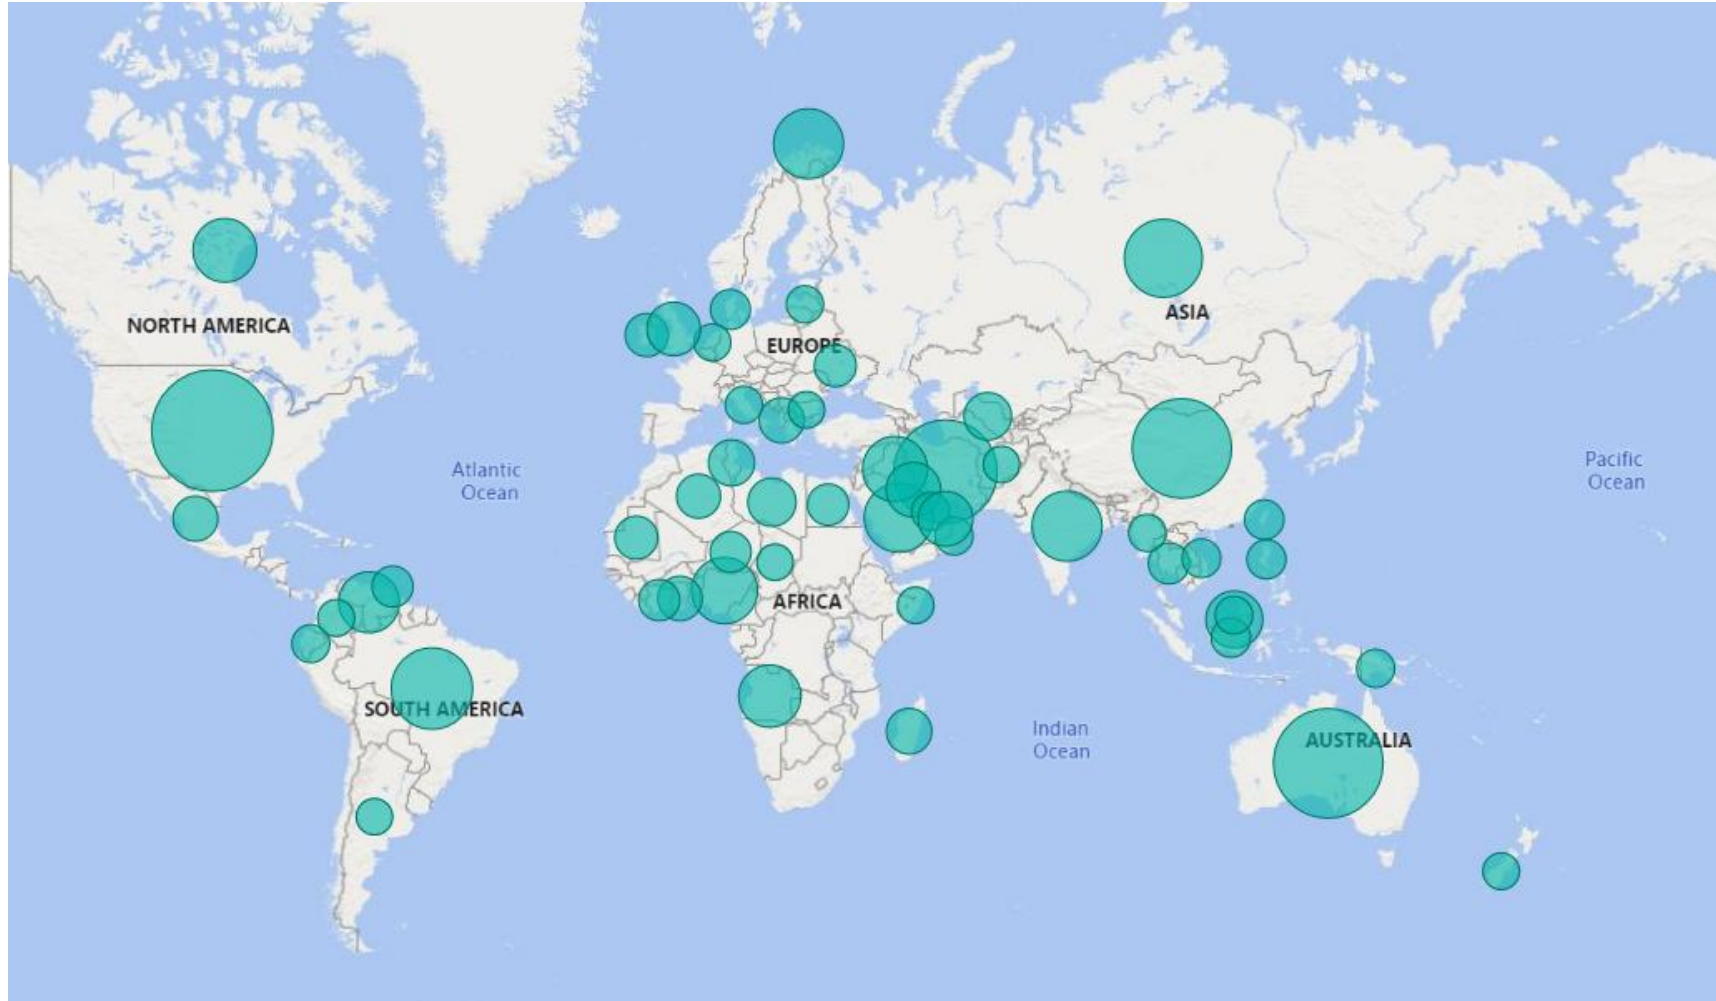 NORTH AMERICA
ASIA
EUROPE
Atlantic
Ocean
Pacific
Ocean
AFRICA
SOUTH AMERICA
Indian
Ocean
AUSTRALIA